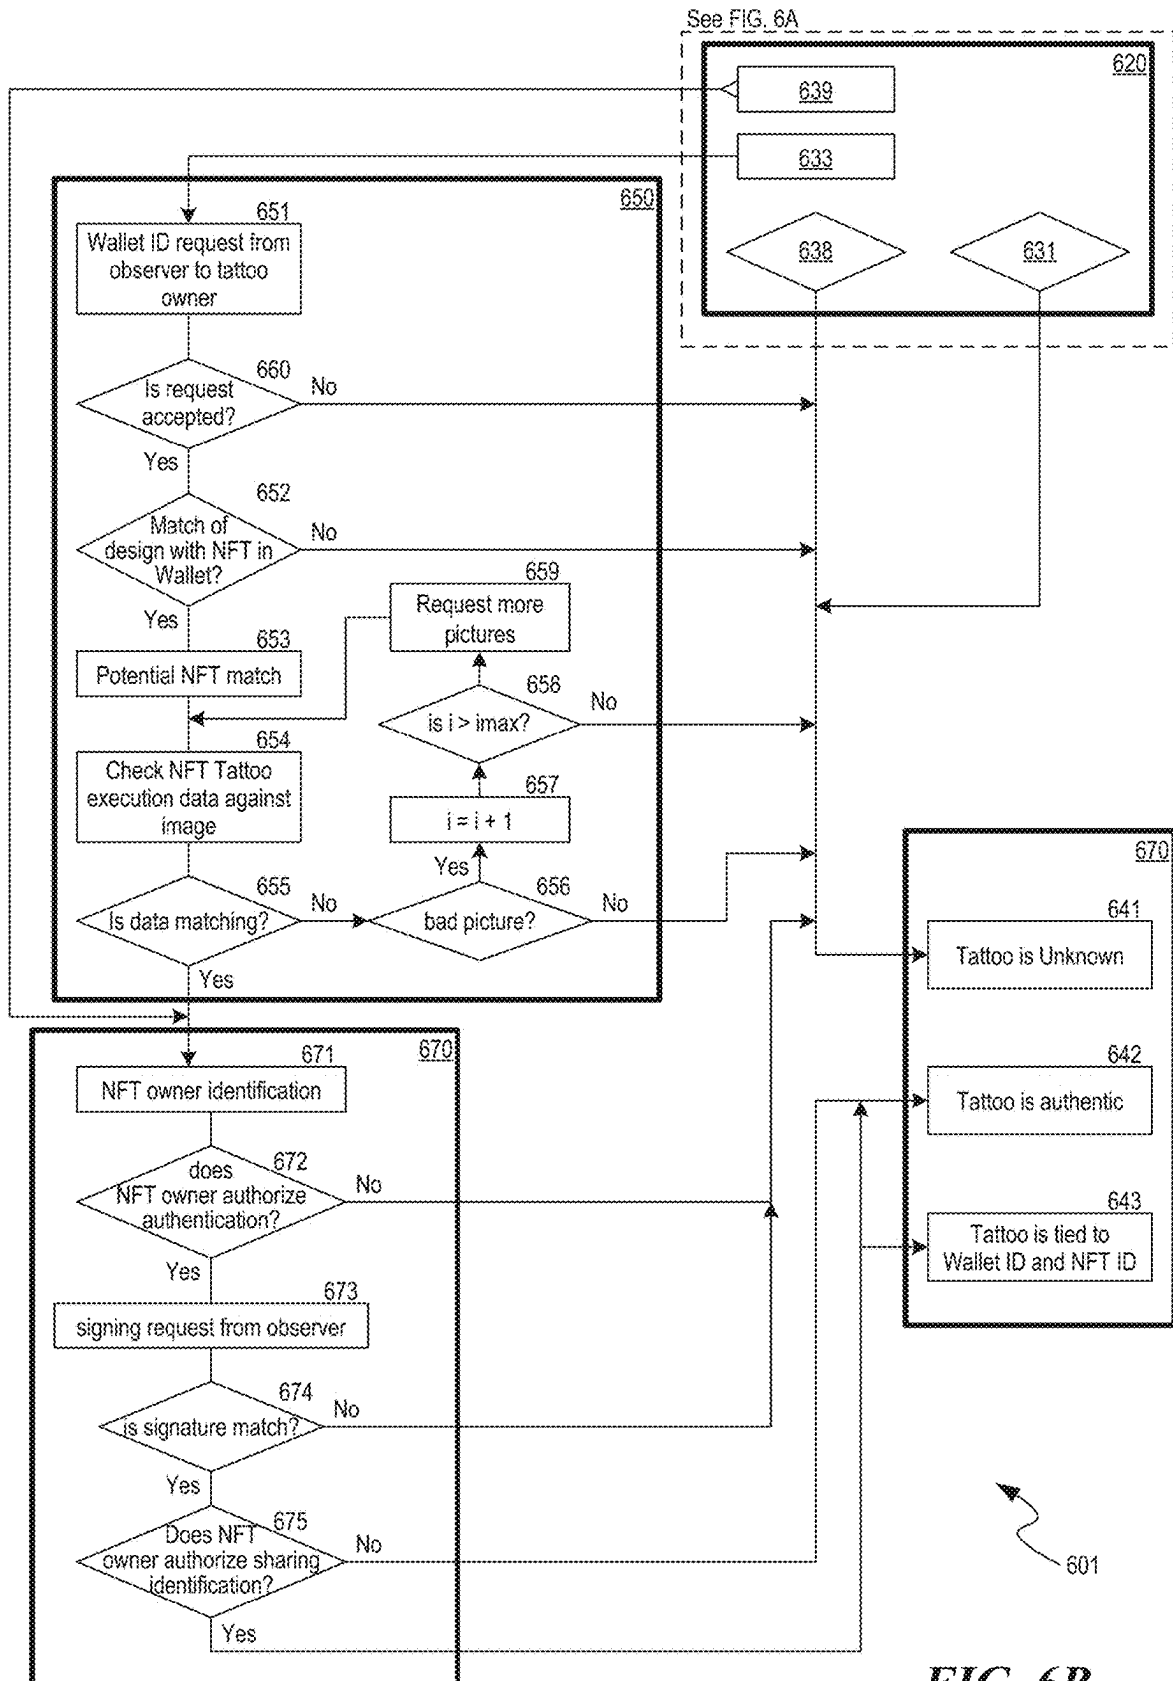 See FIG. 6A
620
639
633
638
631
650
651
Wallet ID request from
observer to tattoo
owner
660
Is request
accepted?
No
Yes
652
Match of
design with NFT in
Wallet?
No
Yes
653
Potential NFT match
659
Request more
pictures
658
is i > imax?
No
654
Check NFT Tattoo
execution data against
image
657
i = i + 1
Yes
655
Is data matching?
No
656
bad picture?
No
Yes
670
641
Tattoo is Unknown
642
Tattoo is authentic
643
Tattoo is tied to
Wallet ID and NFT ID
670
671
NFT owner identification
672
does
NFT owner authorize
authentication?
No
Yes
673
signing request from observer
674
is signature match?
No
Yes
675
Does NFT
owner authorize sharing
identification?
No
Yes
601
FIG. 6B